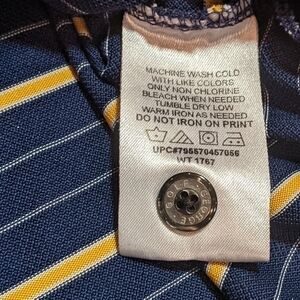 MACHINE WASH COLD
WITH LIKE COLORS
ONLY NON CHLORINE
BLEACH WHEN NEEDED
TUMBLE DRY LOW
WARM IRON AS NEEDED
DO NOT IRON ON PRINT
UPC#795570457056
WT 1767
GEORGE